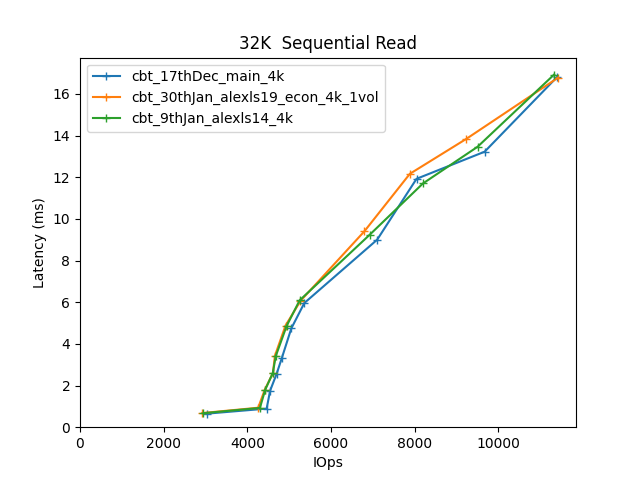 32K  Sequential Read
cbt_17thDec_main_4k
cbt_30thJan_alexls19_econ_4k_1vol
cbt_9thJan_alexls14_4k
Latency (ms)
16
14
12
10
8
6
4
2
0
0 2000 4000 6000 8000 10000
IOps